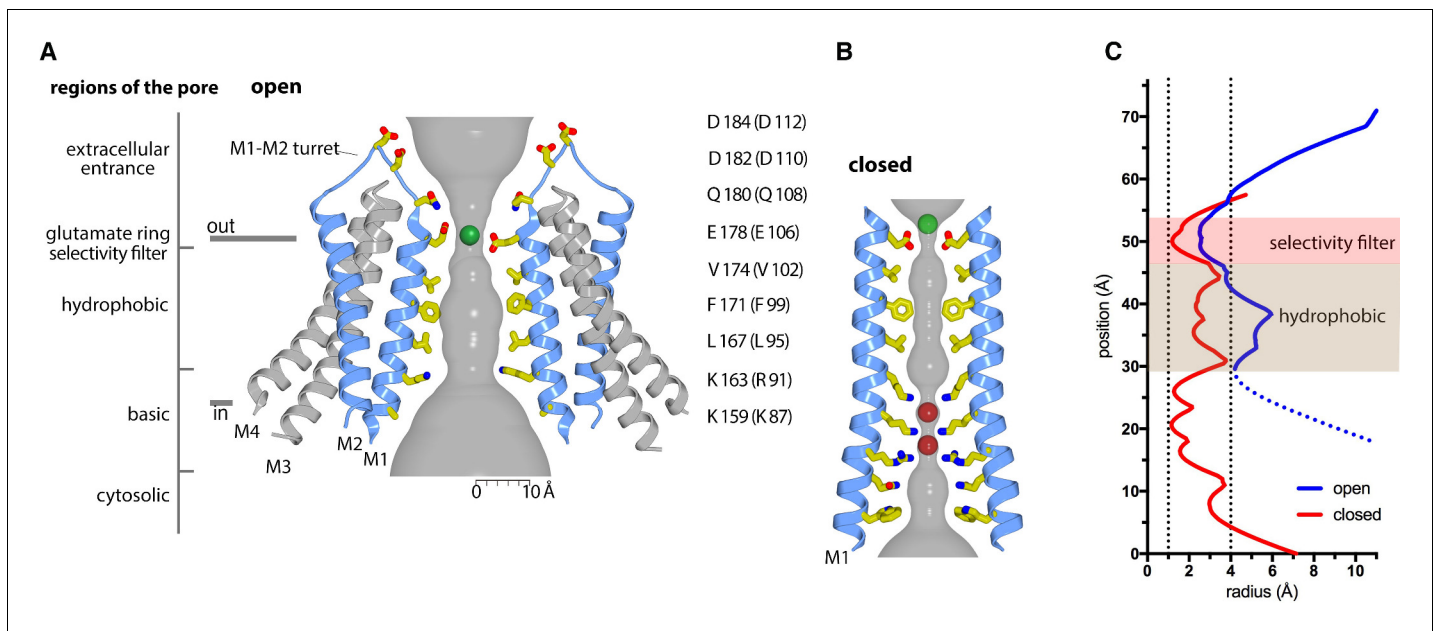 A
regions of the pore
open
extracellular
entrance
glutamate ring
selectivity filter
hydrophobic
basic
cytosolic
M1-M2 turret
out
in
M4
M3
M2
M1
0 10 Å
D 184 (D 112)
D 182 (D 110)
Q 180 (Q 108)
E 178 (E 106)
V 174 (V 102)
F 171 (F 99)
L 167 (L 95)
K 163 (R 91)
K 159 (K 87)
B
closed
M1
C
position (Å)
70
60
50
40
30
20
10
0
selectivity filter
hydrophobic
open
closed
0 2 4 6 8 10
radius (Å)